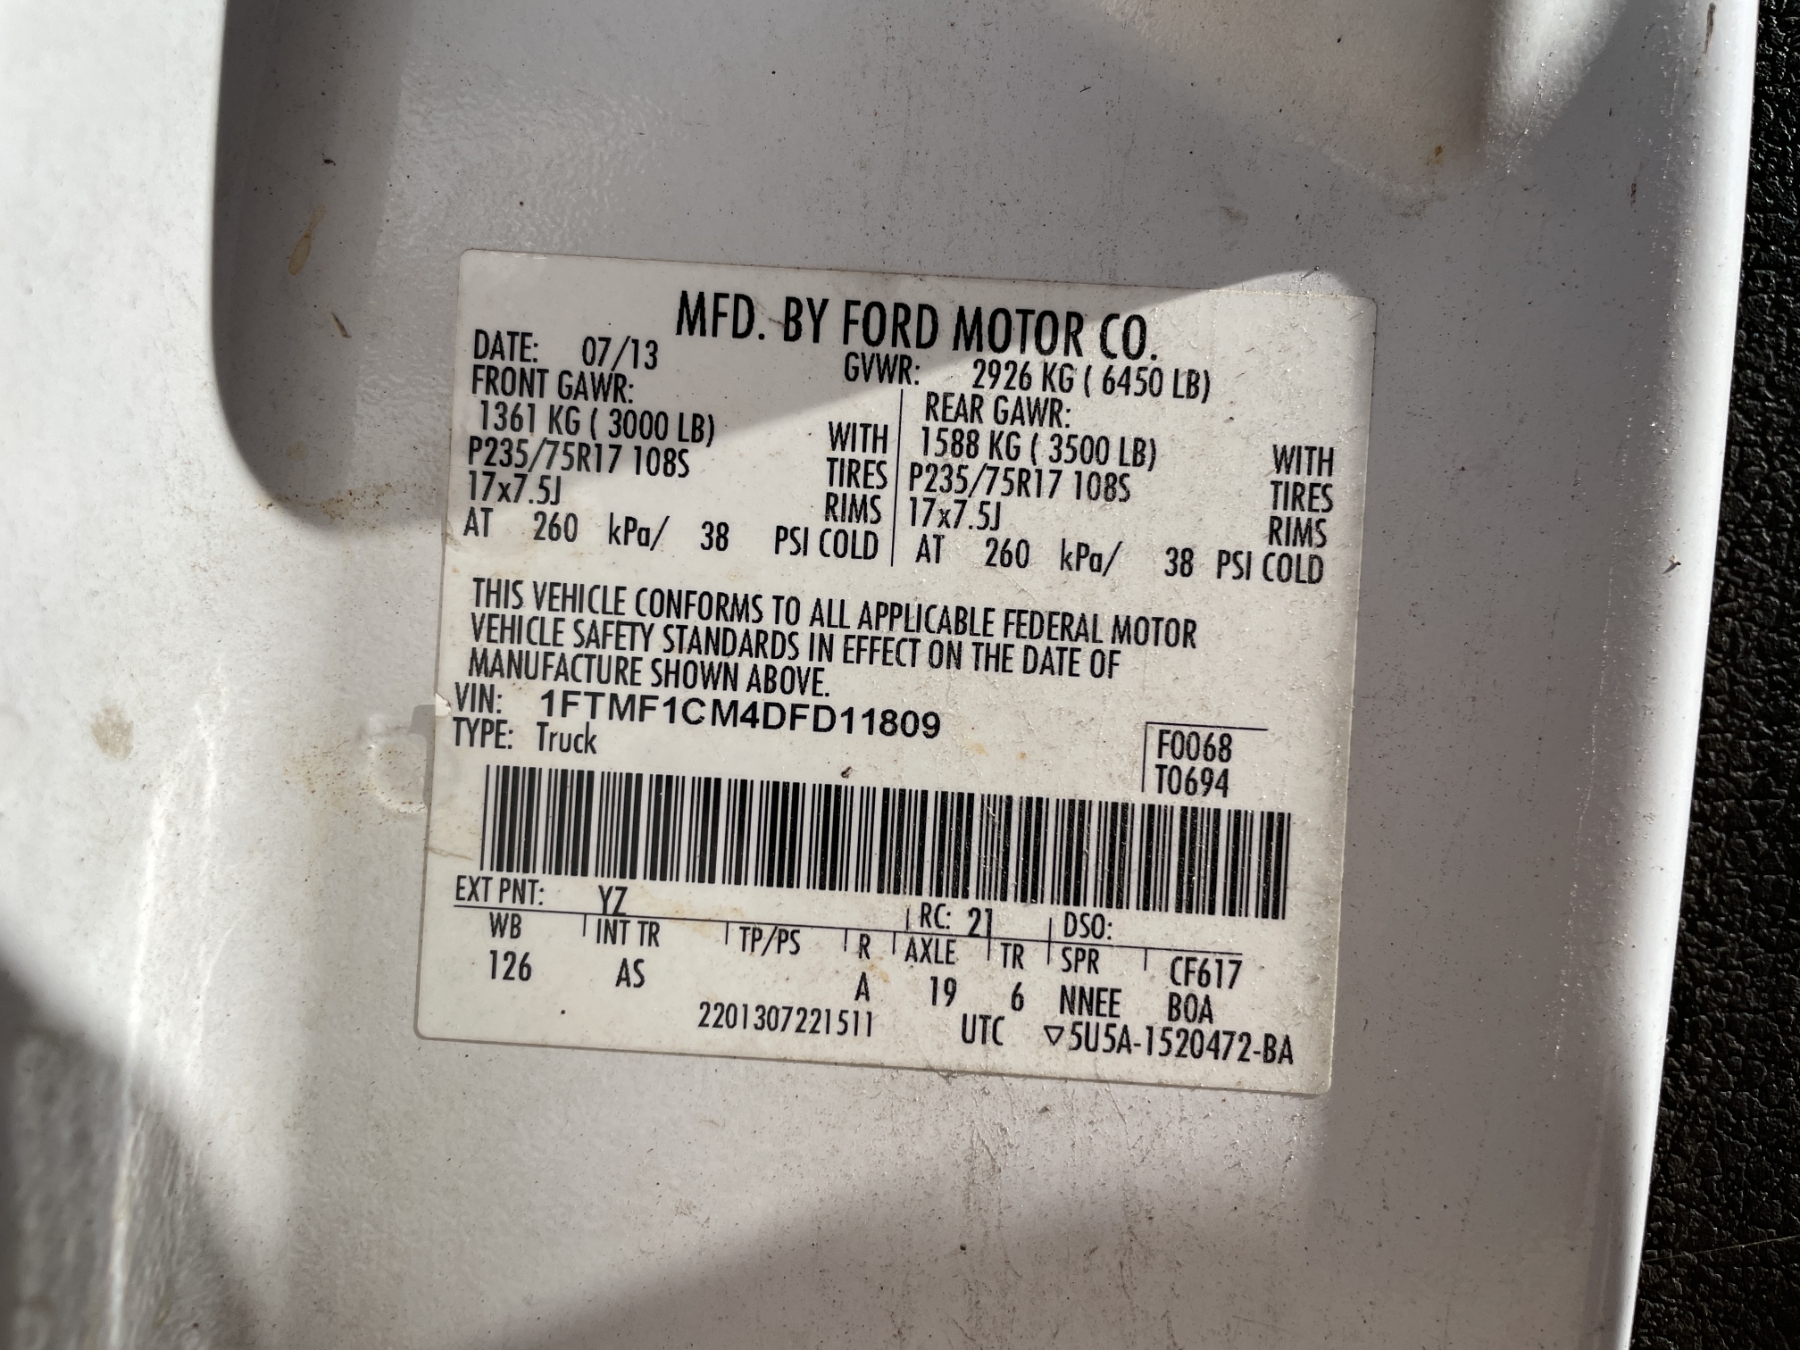 MFD. BY FORD MOTOR CO.
DATE: 07/13 GVWR: 2926 KG ( 6450 LB)
FRONT GAWR: REAR GAWR:
1361 KG ( 3000 LB) WITH 1588 KG ( 3500 LB) WITH
P235/75R17 108S TIRES P235/75R17 108S TIRES
17x7.5J RIMS 17x7.5J RIMS
AT 260 kPa/ 38 PSI COLD AT 260 kPa/ 38 PSI COLD
THIS VEHICLE CONFORMS TO ALL APPLICABLE FEDERAL MOTOR
VEHICLE SAFETY STANDARDS IN EFFECT ON THE DATE OF
MANUFACTURE SHOWN ABOVE.
VIN: 1FTMF1CM4DFD11809
TYPE: Truck F0068
T0694
EXT PNT: YZ RC: 21 DSO:
WB INT TR TP/PS R AXLE TR SPR CF617
126 AS A 19 6 NNEE BOA
2201307221511 UTC ▽5U5A-1520472-BA